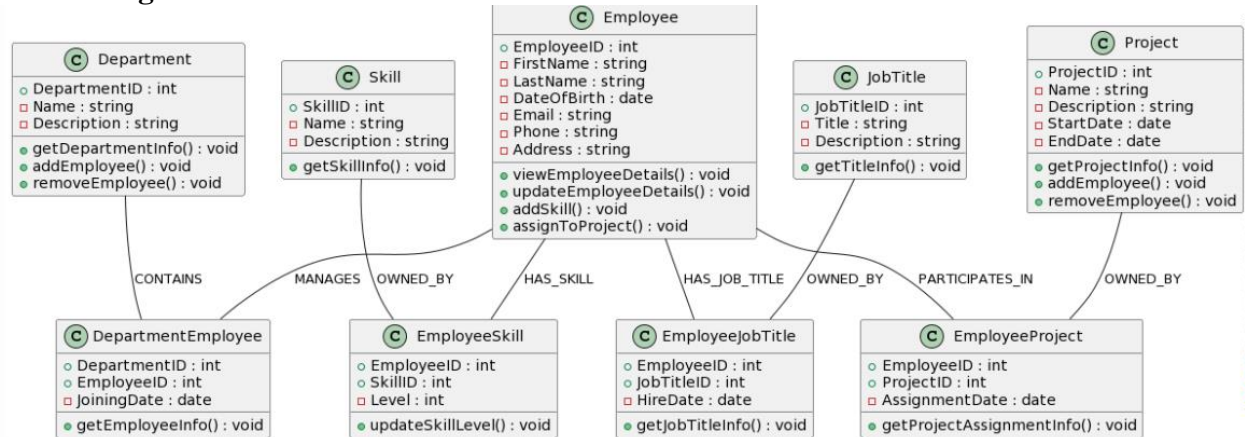 C Department
DepartmentID : int
Name : string
Description : string
getDepartmentInfo() : void
addEmployee() : void
removeEmployee() : void
C Skill
SkillID : int
Name : string
Description : string
getSkillInfo() : void
C Employee
EmployeeID : int
FirstName : string
LastName : string
DateOfBirth : date
Email : string
Phone : string
Address : string
viewEmployeeDetails() : void
updateEmployeeDetails() : void
addSkill() : void
assignToProject() : void
C JobTitle
JobTitleID : int
Title : string
Description : string
getTitleInfo() : void
C Project
ProjectID : int
Name : string
Description : string
StartDate : date
EndDate : date
getProjectInfo() : void
addEmployee() : void
removeEmployee() : void
CONTAINS
MANAGES
OWNED_BY
HAS_SKILL
HAS_JOB_TITLE
OWNED_BY
PARTICIPATES_IN
OWNED_BY
C DepartmentEmployee
DepartmentID : int
EmployeeID : int
JoiningDate : date
getEmployeeInfo() : void
C EmployeeSkill
EmployeeID : int
SkillID : int
Level : int
updateSkillLevel() : void
C EmployeeJobTitle
EmployeeID : int
JobTitleID : int
HireDate : date
getJobTitleInfo() : void
C EmployeeProject
EmployeeID : int
ProjectID : int
AssignmentDate : date
getProjectAssignmentInfo() : void